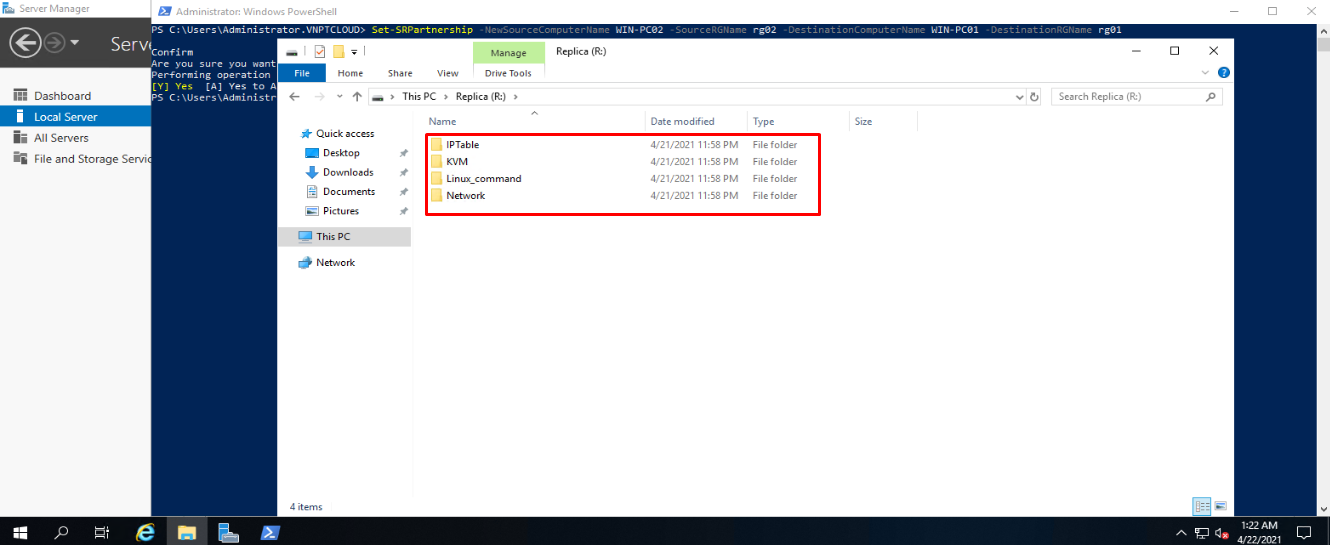 Server Manager
Administrator: Windows PowerShell
PS C:\Users\Administrator.VNPTCLOUD> Set-SRPartnership -NewSourceComputerName WIN-PC02 -SourceRGName rg02 -DestinationComputerName WIN-PC01 -DestinationRGName rg01
Serve
Confirm
Are you sure you want
Performing operation
[Y] Yes [A] Yes to A
PS C:\Users\Administr
Dashboard
Local Server
All Servers
File and Storage Servic
Manage
Replica (R:)
File
Home
Share
View
Drive Tools
This PC
Replica (R:)
Search Replica (R:)
Name
Date modified
Type
Size
Quick access
Desktop
Downloads
Documents
Pictures
This PC
Network
IPTable 4/21/2021 11:58 PM File folder
KVM 4/21/2021 11:58 PM File folder
Linux_command 4/21/2021 11:58 PM File folder
Network 4/21/2021 11:58 PM File folder
4 items
1:22 AM
4/22/2021